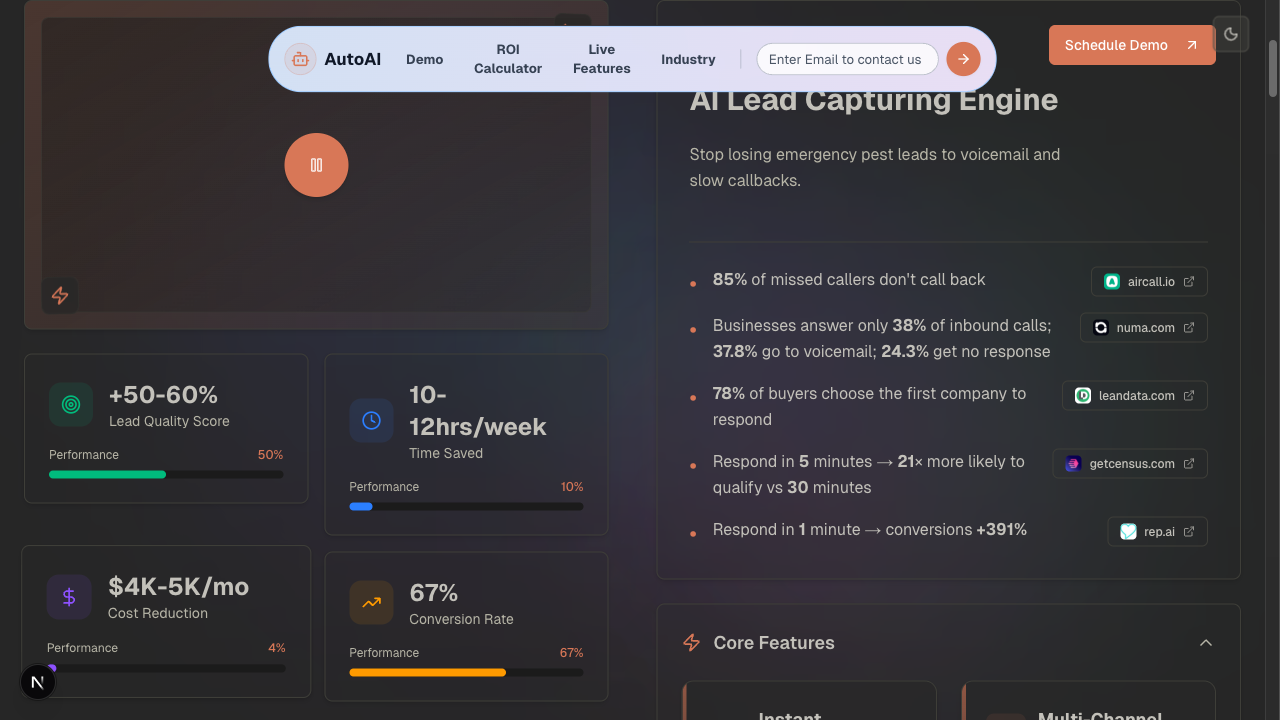 AutoAI
Demo
ROI
Calculator
Live
Features
Industry
Enter Email to contact us
Schedule Demo
AI Lead Capturing Engine
Stop losing emergency pest leads to voicemail and
slow callbacks.
85% of missed callers don't call back
aircall.io
Businesses answer only 38% of inbound calls;
37.8% go to voicemail; 24.3% get no response
numa.com
78% of buyers choose the first company to
respond
leandata.com
Respond in 5 minutes → 21× more likely to
qualify vs 30 minutes
getcensus.com
Respond in 1 minute → conversions +391%
rep.ai
+50-60%
Lead Quality Score
Performance 50%
10-
12hrs/week
Time Saved
Performance 10%
$4K-5K/mo
Cost Reduction
Performance 4%
67%
Conversion Rate
Performance 67%
N
Core Features
Instant
Multi-Channel